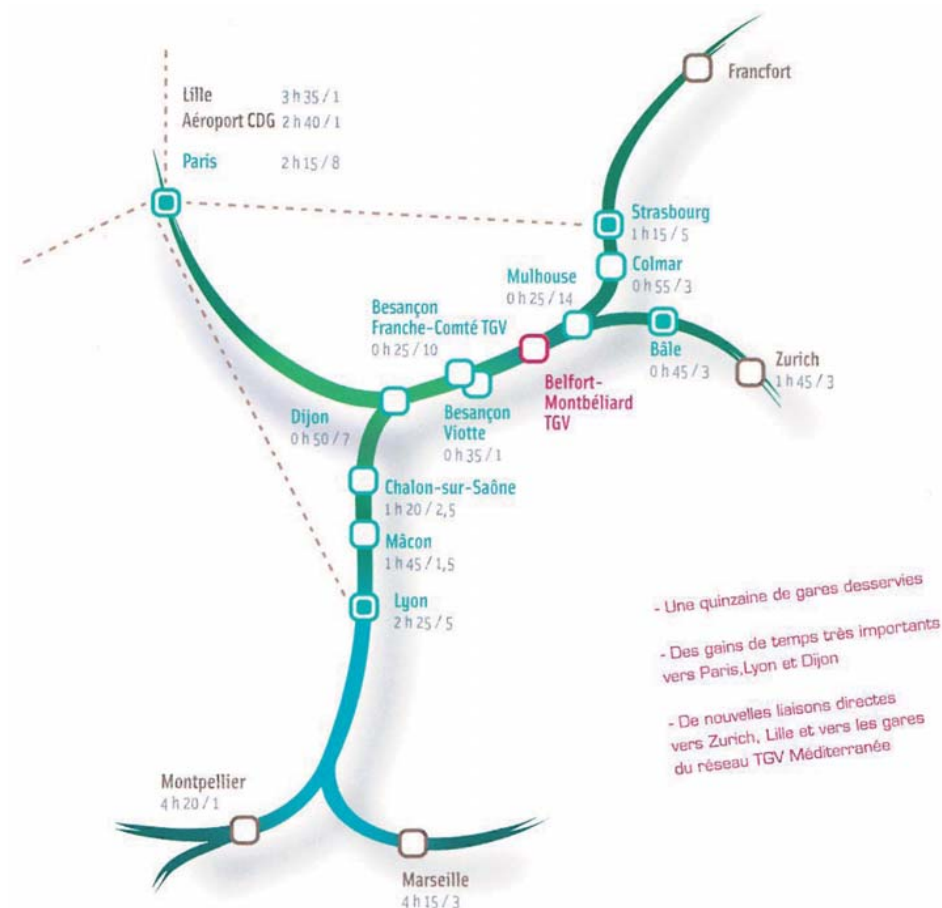 Francfort
Lille 3 h 35 / 1
Aéroport CDG 2 h 40 / 1
Paris 2 h 15 / 8
Strasbourg
1 h 15 / 5
Colmar
0 h 55 / 3
Mulhouse
0 h 25 / 14
Besançon
Franche-Comté TGV
0 h 25 / 10
Bâle
0 h 45 / 3
Zurich
1 h 45 / 3
Belfort-
Montbéliard
TGV
Besançon
Viotte
0 h 35 / 1
Dijon
0 h 50 / 7
Chalon-sur-Saône
1 h 20 / 2,5
Mâcon
1 h 45 / 1,5
Lyon
2 h 25 / 5
- Une quinzaine de gares desservies
- Des gains de temps très importants
vers Paris,Lyon et Dijon
- De nouvelles liaisons directes
vers Zurich, Lille et vers les gares
du réseau TGV Méditerranée
Montpellier
4 h 20 / 1
Marseille
4 h 15 / 3